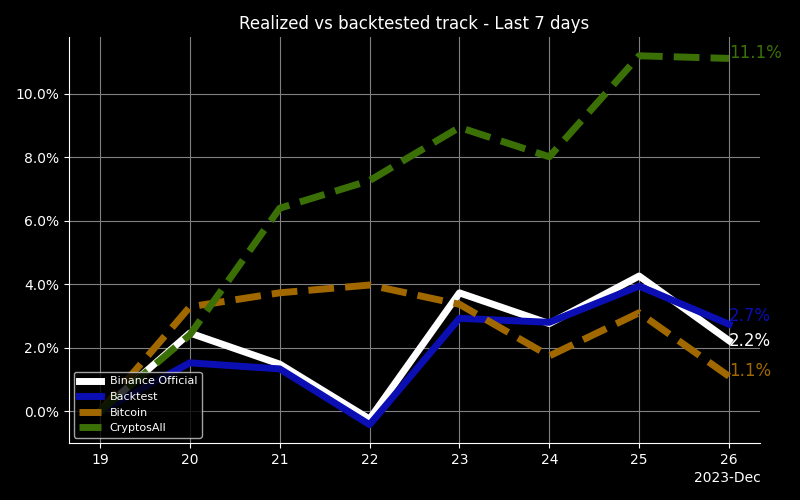 Realized vs backtested track - Last 7 days
11.1%
10.0%
8.0%
6.0%
4.0%
2.7%
2.2%
2.0%
1.1%
0.0%
Binance Official
Backtest
Bitcoin
CryptosAll
19 20 21 22 23 24 25 26
2023-Dec